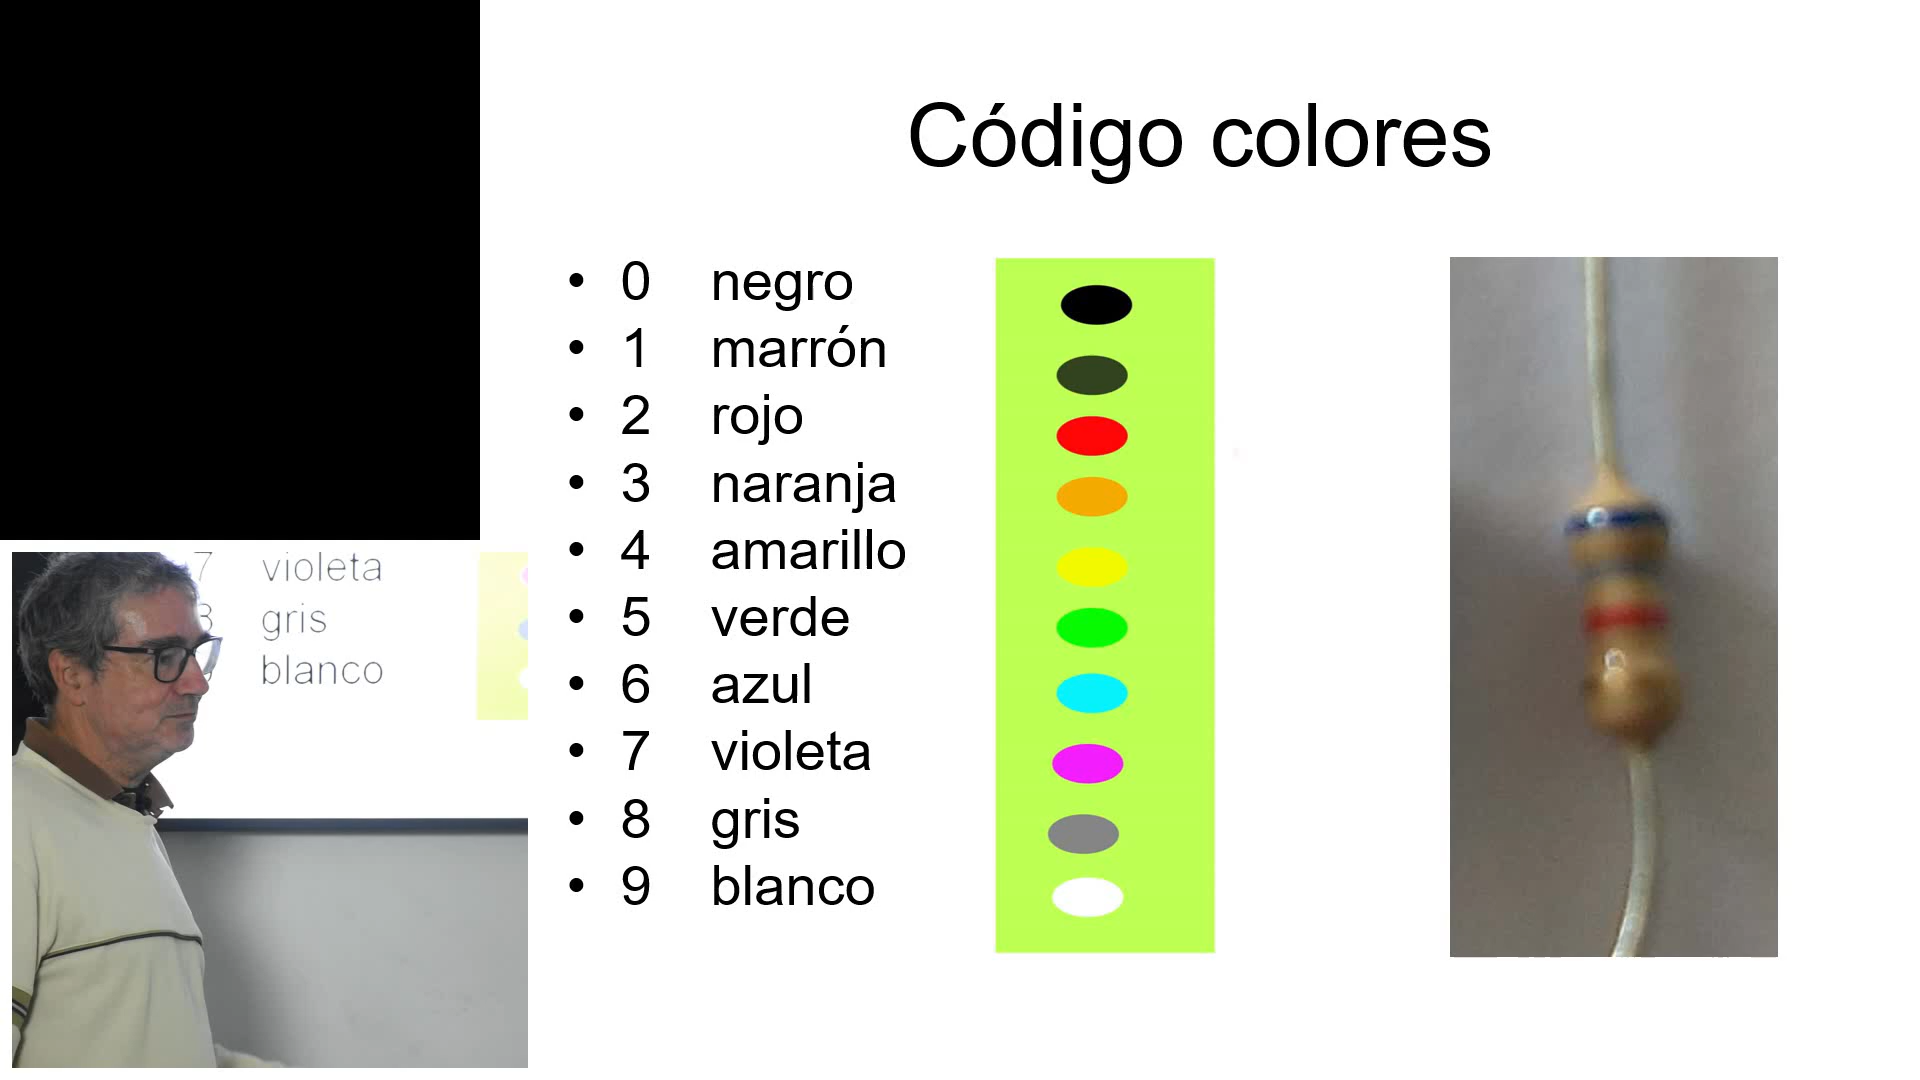 Código colores
• 0 negro
• 1 marrón
• 2 rojo
• 3 naranja
• 4 amarillo
• 5 verde
• 6 azul
• 7 violeta
• 8 gris
• 9 blanco
7 violeta
gris
blanco